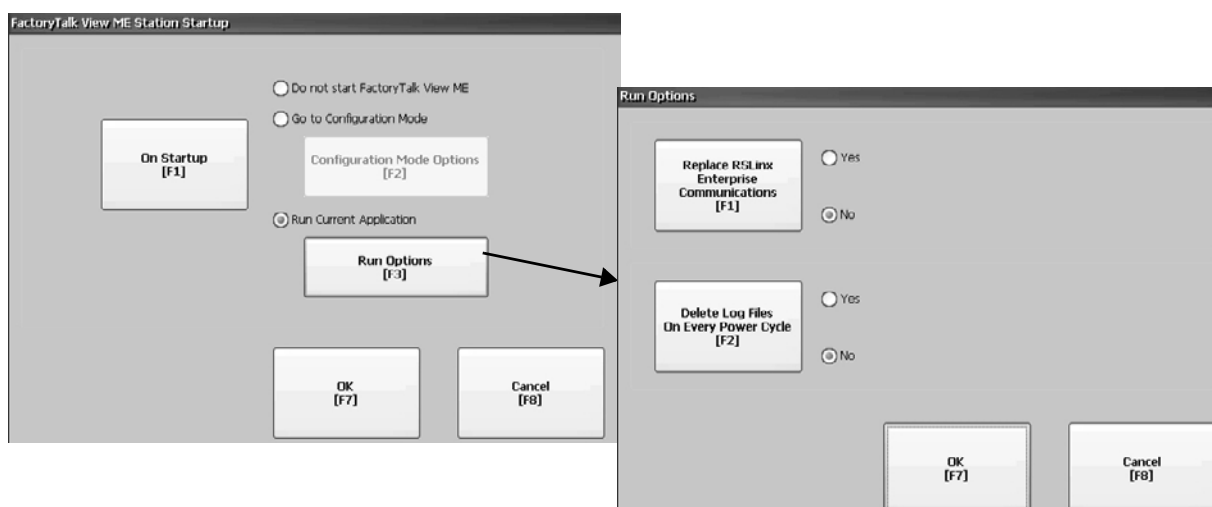 FactoryTalk View ME Station Startup
Do not start FactoryTalk View ME
Go to Configuration Mode
On Startup
[F1]
Configuration Mode Options
[F2]
Run Current Application
Run Options
[F3]
OK
[F7]
Cancel
[F8]
Run Options
Replace RSLinx
Enterprise
Communications
[F1]
Yes
No
Delete Log Files
On Every Power Cycle
[F2]
Yes
No
OK
[F7]
Cancel
[F8]